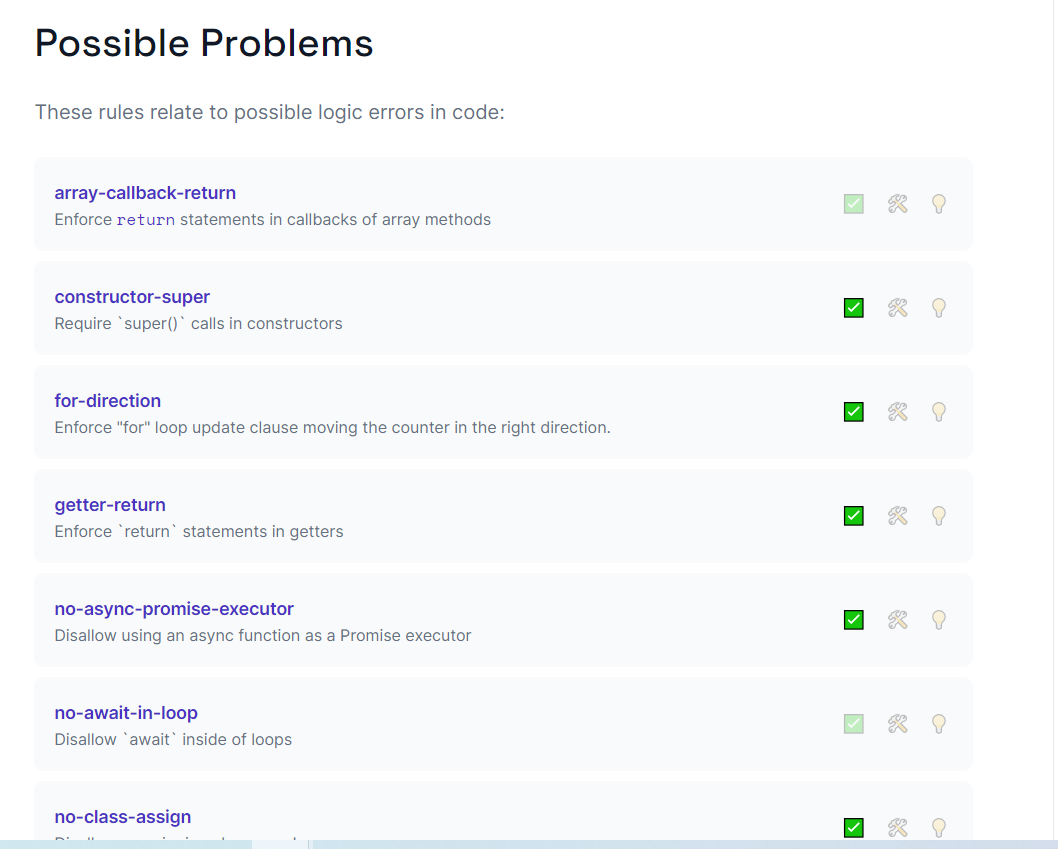 Possible Problems
These rules relate to possible logic errors in code:
array-callback-return
Enforce return statements in callbacks of array methods
constructor-super
Require `super()` calls in constructors
for-direction
Enforce "for" loop update clause moving the counter in the right direction.
getter-return
Enforce `return` statements in getters
no-async-promise-executor
Disallow using an async function as a Promise executor
no-await-in-loop
Disallow `await` inside of loops
no-class-assign